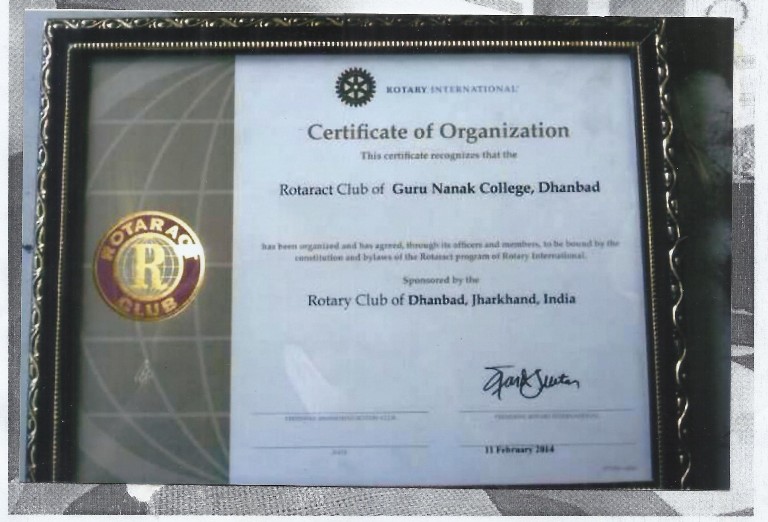 ROTARY INTERNATIONAL
Certificate of Organization
This certificate recognizes that the
Rotaract Club of Guru Nanak College, Dhanbad
has been organized and has agreed, through its officers and members, to be bound by the
constitution and bylaws of the Rotaract program of Rotary International.
Sponsored by the
Rotary Club of Dhanbad, Jharkhand, India
ROTARACT
R
CLUB
DATE
11 February 2014